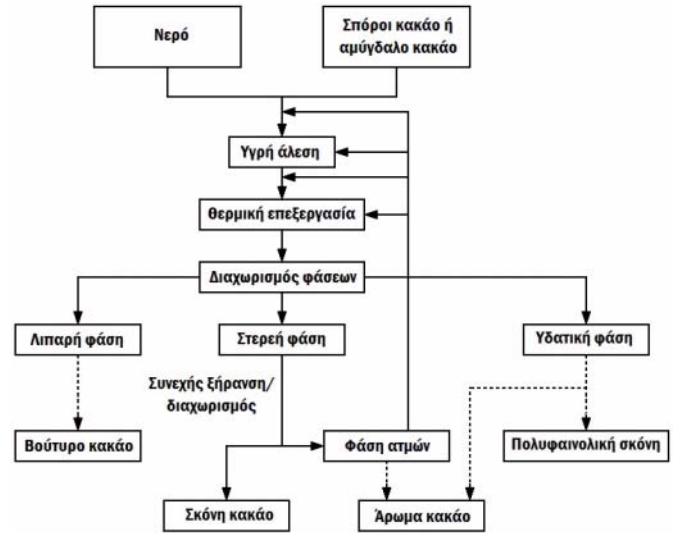 Νερό
Σπόροι κακάο ή
αμύγδαλο κακάο
Υγρή άλεση
Θερμική επεξεργασία
Διαχωρισμός φάσεων
Λιπαρή φάση
Στερεή φάση
Υδατική φάση
Συνεχής ξήρανση/
διαχωρισμός
Βούτυρο κακάο
Φάση ατμών
Πολυφαινολική σκόνη
Σκόνη κακάο
Άρωμα κακάο